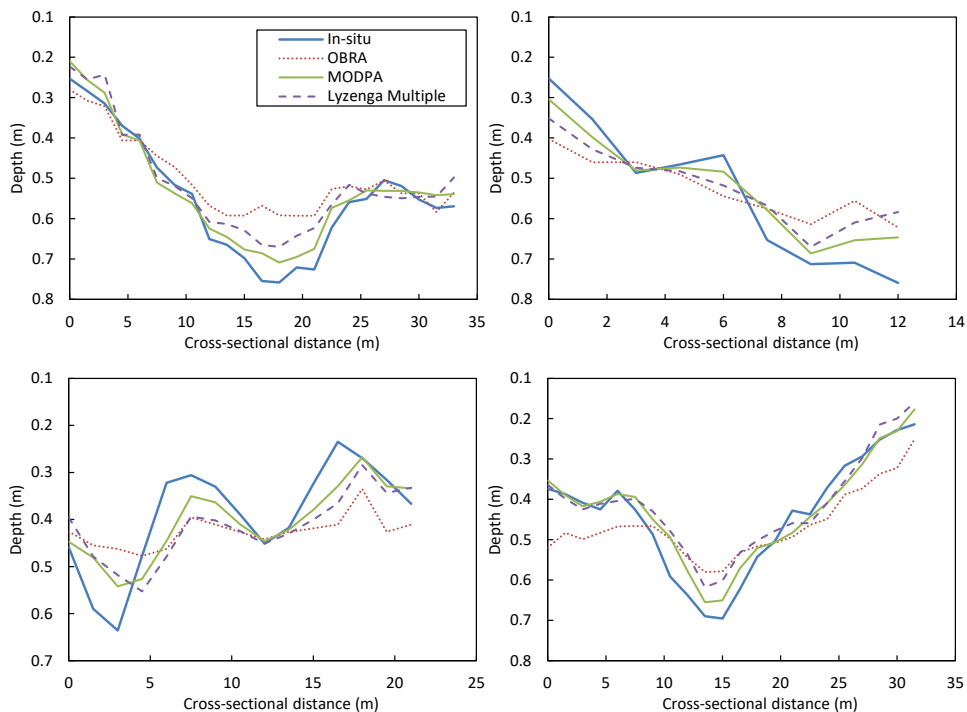 0.1
0.2
0.3
0.4
0.5
0.6
0.7
0.8
Depth (m)
0 5 10 15 20 25 30 35
Cross-sectional distance (m)
In-situ
OBRA
MODPA
Lyzenga Multiple
0.1
0.2
0.3
0.4
0.5
0.6
0.7
0.8
Depth (m)
0 2 4 6 8 10 12 14
Cross-sectional distance (m)
0.1
0.2
0.3
0.4
0.5
0.6
0.7
Depth (m)
0 5 10 15 20 25
Cross-sectional distance (m)
0.1
0.2
0.3
0.4
0.5
0.6
0.7
0.8
Depth (m)
0 5 10 15 20 25 30 35
Cross-sectional distance (m)